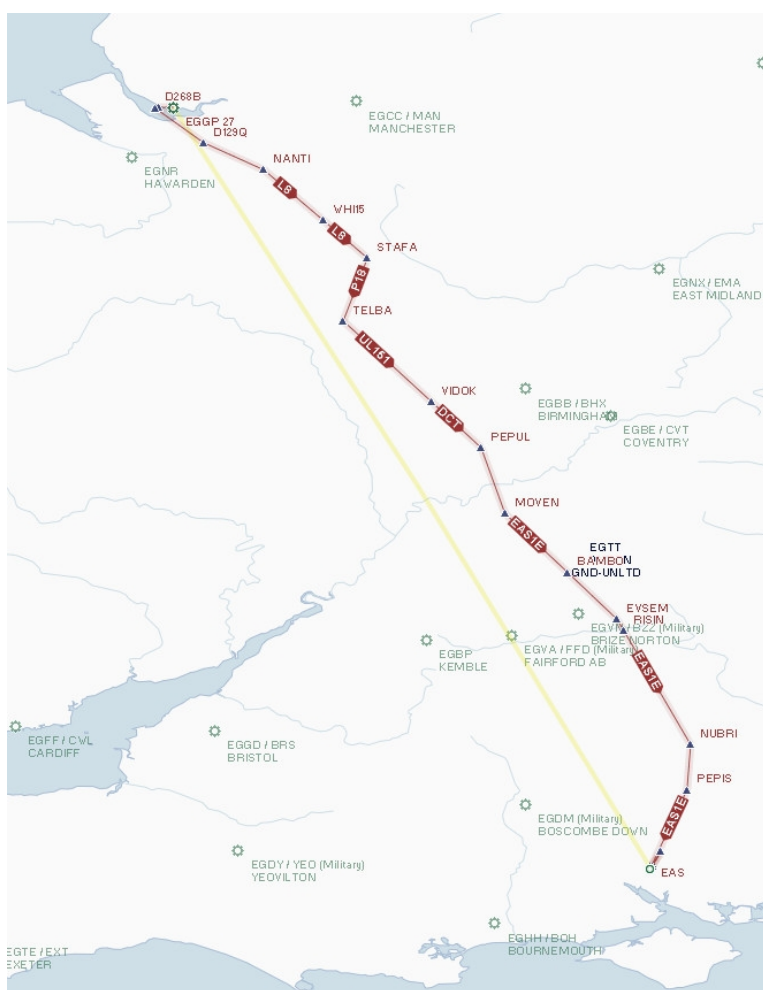 D268B
EGGP 27
D129Q
EGCC / MAN
MANCHESTER
EGNR
HAWARDEN
NANTI
L8
WHI15
L8
STAFA
P18
EGNX / EMA
EAST MIDLAND
TELBA
UL151
VIDOK
EGBB / BHX
BIRMINGHAM
DCT
EGBE / CVT
COVENTRY
PEPUL
MOVEN
EAS1E
EGTT
BAMBO N
GND-UNLTD
EVSEM
RISIN
EGVN / BZZ (Military)
BRIZE NORTON
EGBP
KEMBLE
EGVA / FFD (Military)
FAIRFORD AB
EAS1E
EGFF / CWL
CARDIFF
EGGD / BRS
BRISTOL
NUBRI
PEPIS
EAS1E
EGDM (Military)
BOSCOMBE DOWN
EGDY / YEO (Military)
YEOVILTON
EAS
EGHH / BOH
BOURNEMOUTH
EGTE / EXT
EXETER